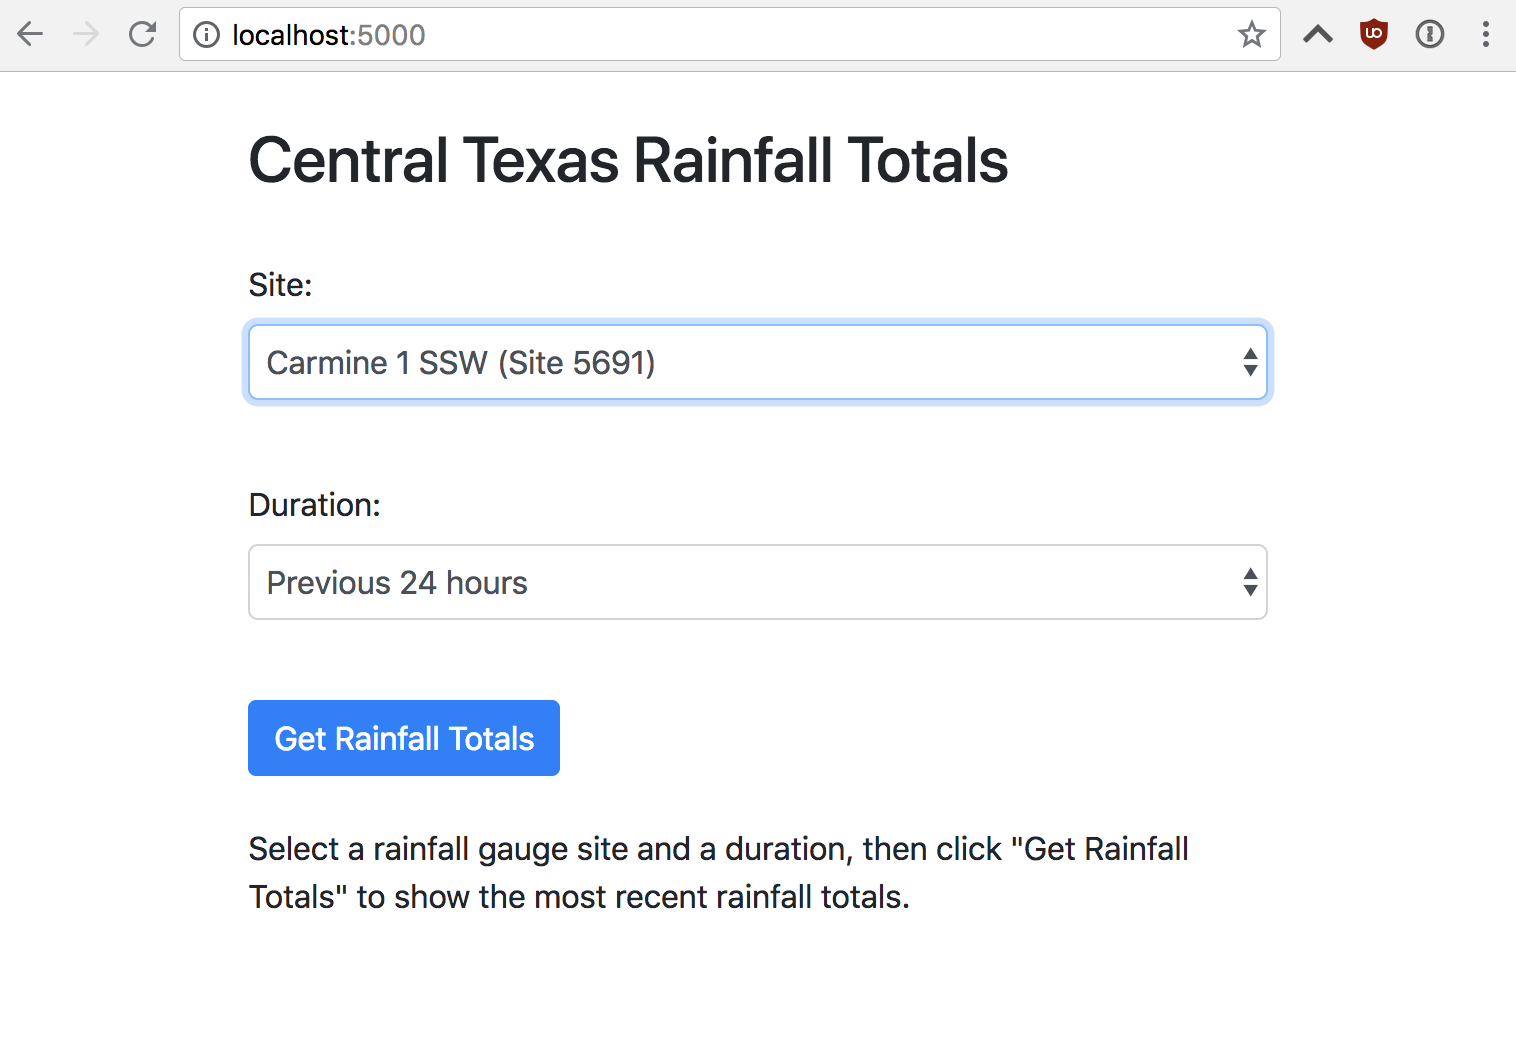 localhost:5000
Central Texas Rainfall Totals
Site:
Carmine 1 SSW (Site 5691)
Duration:
Previous 24 hours
Get Rainfall Totals
Select a rainfall gauge site and a duration, then click "Get Rainfall
Totals" to show the most recent rainfall totals.